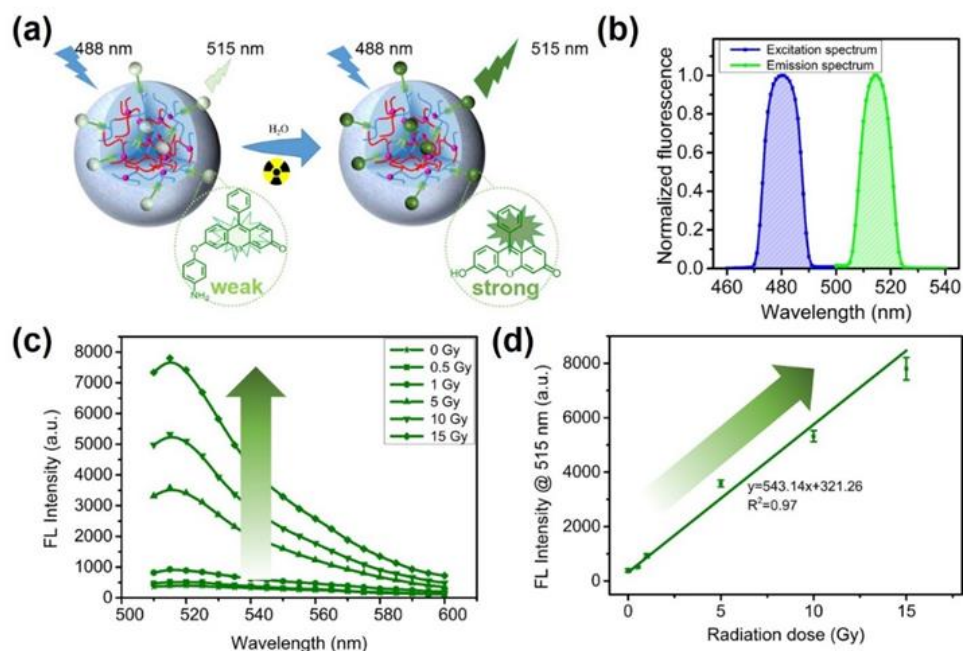 (a)
488 nm
515 nm
488 nm
515 nm
H₂O
O
O
O
NH₂
weak
HO
O
O
strong
(b)
Excitation spectrum
Emission spectrum
Normalized fluorescence
1.0
0.8
0.6
0.4
0.2
0.0
460
480
500
520
540
Wavelength (nm)
(c)
FL Intensity (a.u.)
8000
7000
6000
5000
4000
3000
2000
1000
0
0 Gy
0.5 Gy
1 Gy
5 Gy
10 Gy
15 Gy
500
520
540
560
580
600
Wavelength (nm)
(d)
FL Intensity @ 515 nm (a.u.)
8000
6000
4000
2000
0
y=543.14x+321.26
R²=0.97
0
5
10
15
Radiation dose (Gy)